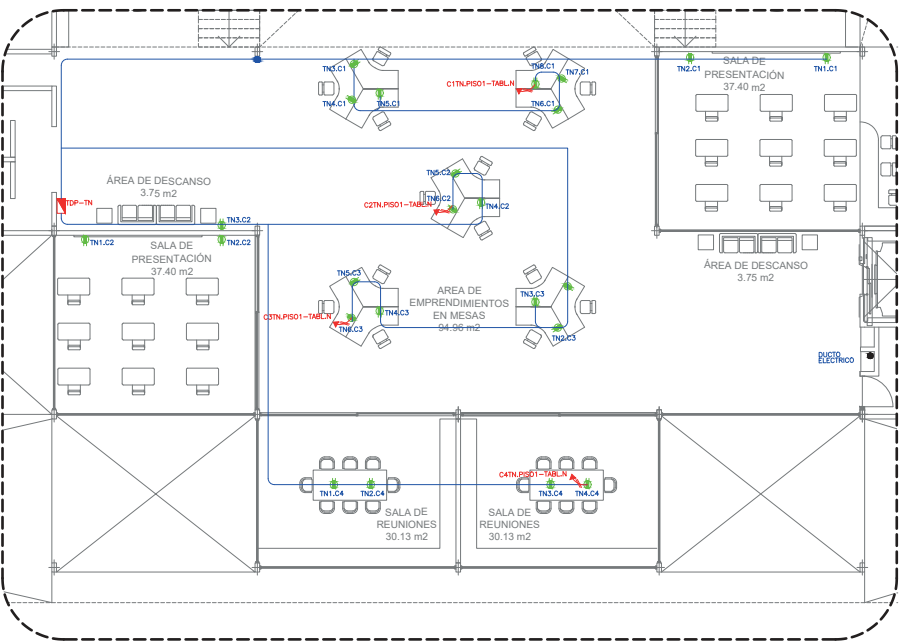 TN3.C1
TN4.C1
TN5.C1
C1TN.PISO1-TABL.N
TN8.C1
TN7.C1
TN6.C1
TN2.C1
TN1.C1
SALA DE
PRESENTACIÓN
37.40 m2
ÁREA DE DESCANSO
3.75 m2
TDP-TN
TN3.C2
TN1.C2
TN2.C2
SALA DE
PRESENTACIÓN
37.40 m2
TN5.C2
TN6.C2
C2TN.PISO1-TABL.N
TN4.C2
ÁREA DE DESCANSO
3.75 m2
TN5.C3
TN4.C3
C3TN.PISO1-TABL.N
TN6.C3
AREA DE
EMPRENDIMIENTOS
EN MESAS
94.96 m2
TN3.C3
TN2.C3
DUCTO
ELECTRICO
TN1.C4
TN2.C4
SALA DE
REUNIONES
30.13 m2
C4TN.PISO1-TABL.N
TN3.C4
TN4.C4
SALA DE
REUNIONES
30.13 m2